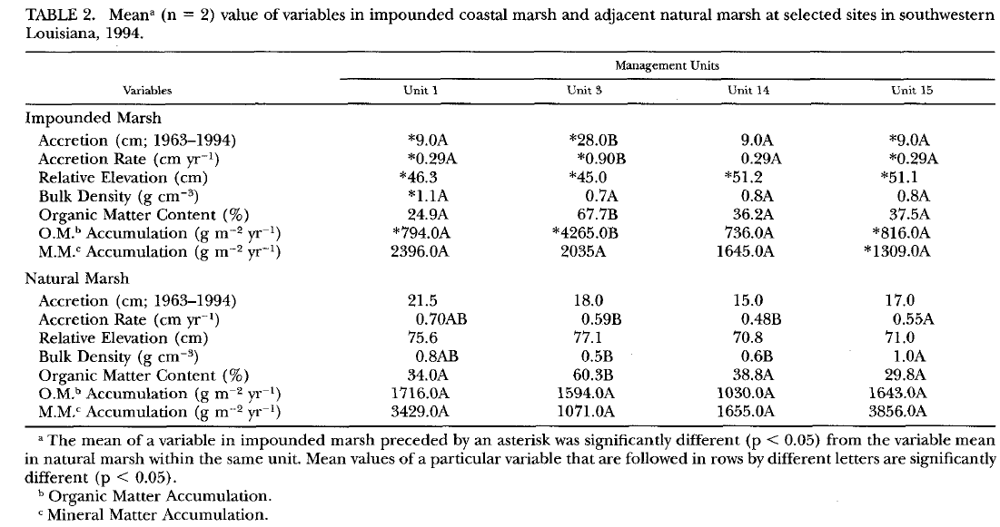 TABLE 2. Meanᵃ (n = 2) value of variables in impounded coastal marsh and adjacent natural marsh at selected sites in southwestern
Louisiana, 1994.
Management Units
Variables Unit 1 Unit 3 Unit 14 Unit 15
Impounded Marsh
Accretion (cm; 1963–1994) *9.0A *28.0B 9.0A *9.0A
Accretion Rate (cm yr⁻¹) *0.29A *0.90B 0.29A *0.29A
Relative Elevation (cm) *46.3 *45.0 *51.2 *51.1
Bulk Density (g cm⁻³) *1.1A 0.7A 0.8A 0.8A
Organic Matter Content (%) 24.9A 67.7B 36.2A 37.5A
O.M.ᵇ Accumulation (g m⁻² yr⁻¹) *794.0A *4265.0B 736.0A *816.0A
M.M.ᶜ Accumulation (g m⁻² yr⁻¹) 2396.0A 2035A 1645.0A *1309.0A
Natural Marsh
Accretion (cm; 1963–1994) 21.5 18.0 15.0 17.0
Accretion Rate (cm yr⁻¹) 0.70AB 0.59B 0.48B 0.55A
Relative Elevation (cm) 75.6 77.1 70.8 71.0
Bulk Density (g cm⁻³) 0.8AB 0.5B 0.6B 1.0A
Organic Matter Content (%) 34.0A 60.3B 38.8A 29.8A
O.M.ᵇ Accumulation (g m⁻² yr⁻¹) 1716.0A 1594.0A 1030.0A 1643.0A
M.M.ᶜ Accumulation (g m⁻² yr⁻¹) 3429.0A 1071.0A 1655.0A 3856.0A
ᵃ The mean of a variable in impounded marsh preceded by an asterisk was significantly different (p < 0.05) from the variable mean
in natural marsh within the same unit. Mean values of a particular variable that are followed in rows by different letters are significantly
different (p < 0.05).
ᵇ Organic Matter Accumulation.
ᶜ Mineral Matter Accumulation.